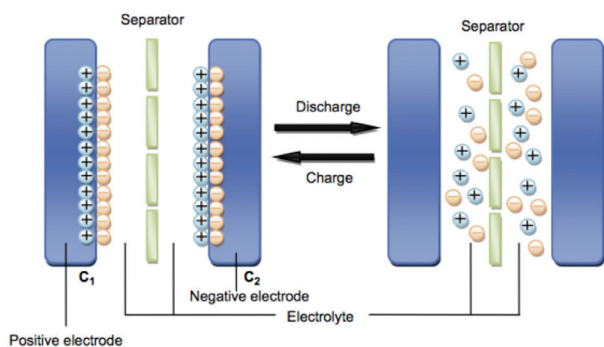 Separator
Separator
Discharge
Charge
C₁
C₂
Negative electrode
Electrolyte
Positive electrode